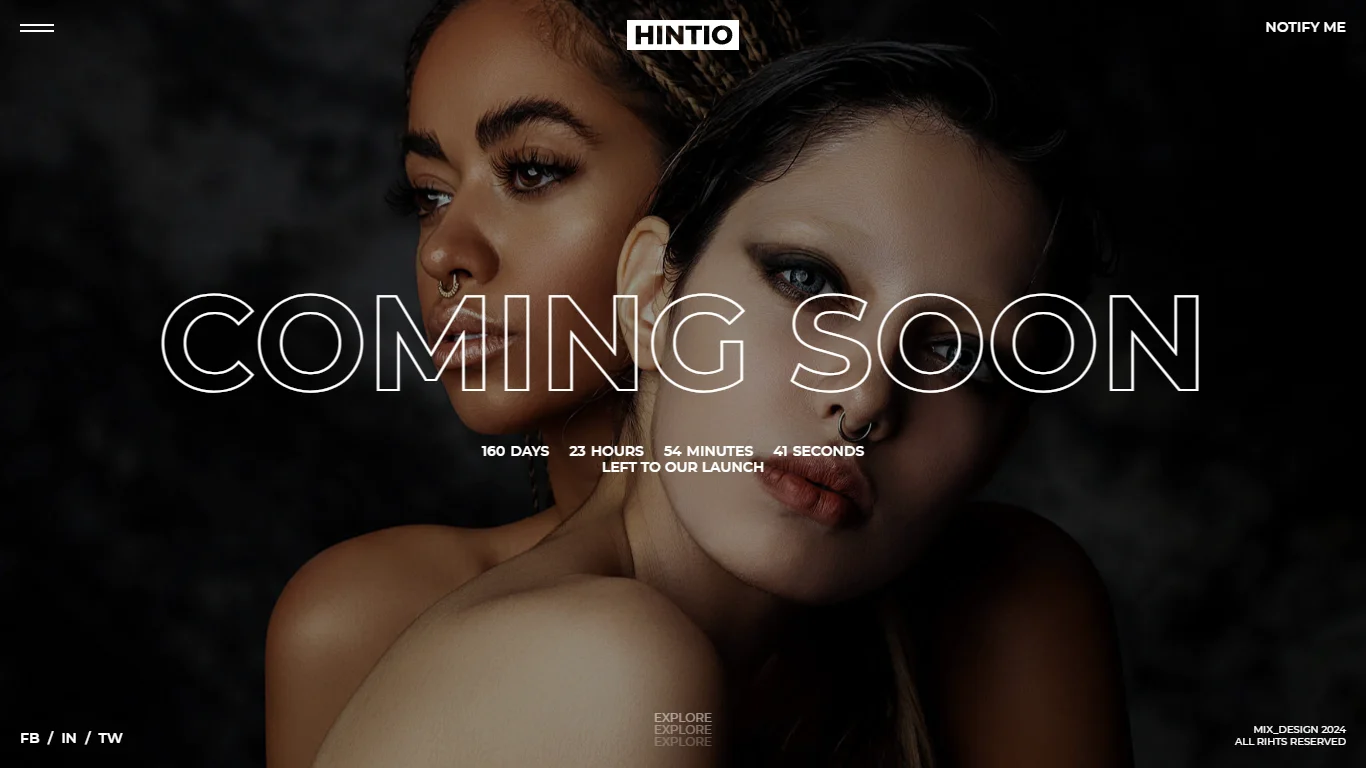 HINTIO
NOTIFY ME
COMING SOON
160 DAYS 23 HOURS 54 MINUTES 41 SECONDS
LEFT TO OUR LAUNCH
EXPLORE
EXPLORE
EXPLORE
FB / IN / TW
MIX_DESIGN 2024
ALL RIHTS RESERVED